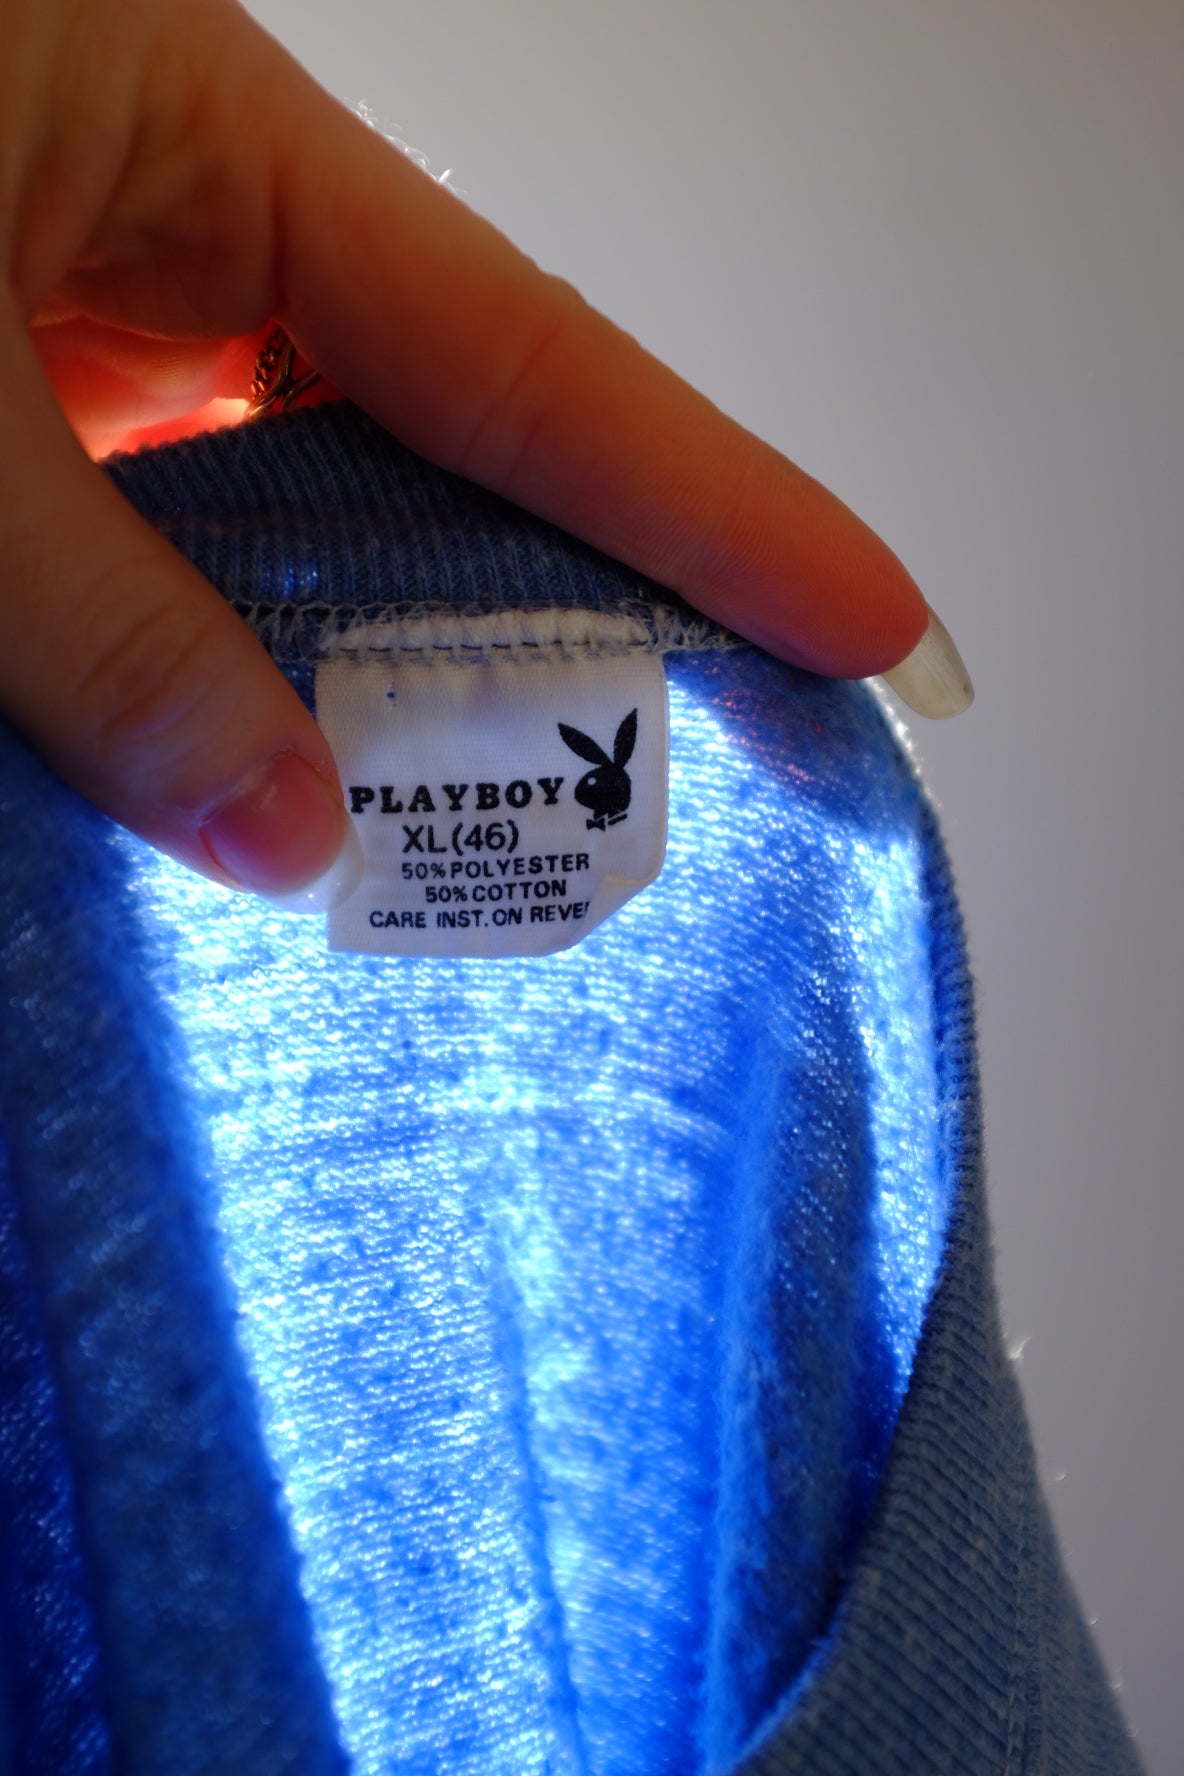 PLAYBOY
XL (46)
50% POLYESTER
50% COTTON
CARE INST. ON REVE